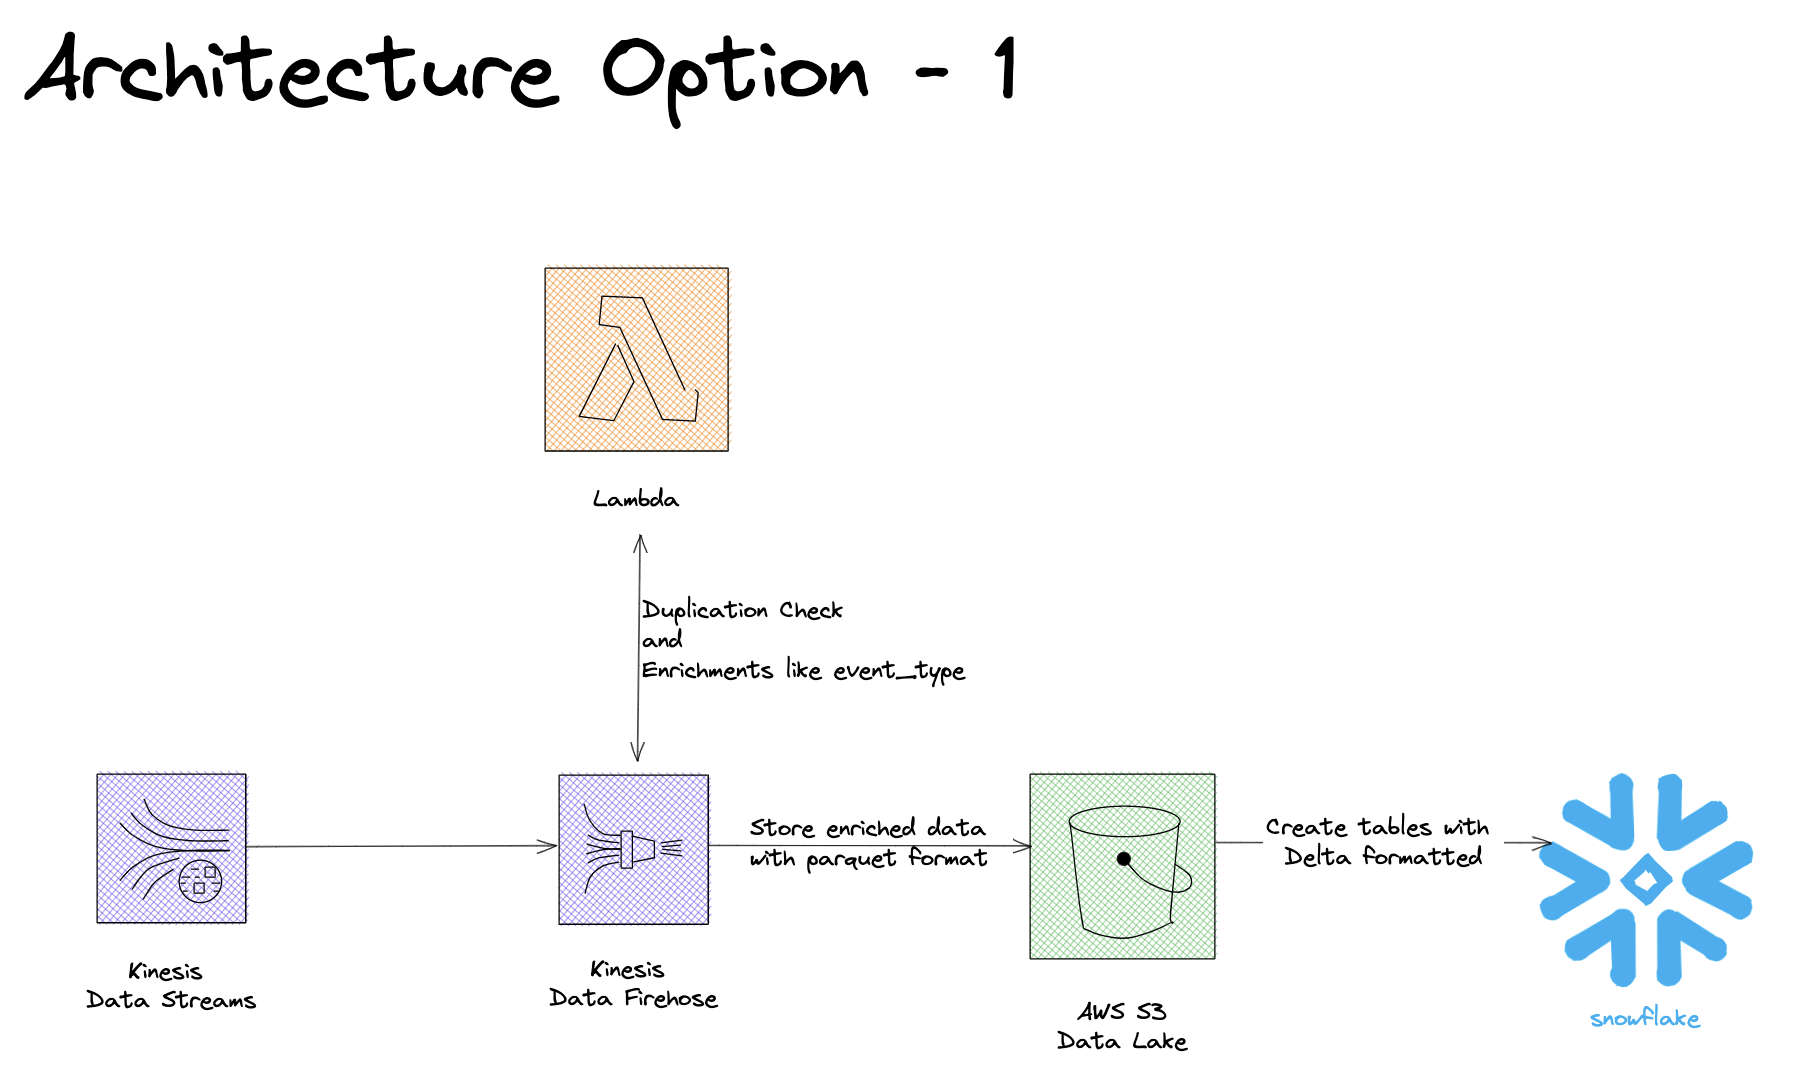 Architecture Option - 1
Lambda
Duplication Check
and
Enrichments like event_type
Store enriched data
with parquet format
Create tables with
Delta formatted
Kinesis
Data Streams
Kinesis
Data Firehose
AWS S3
Data Lake
snowflake